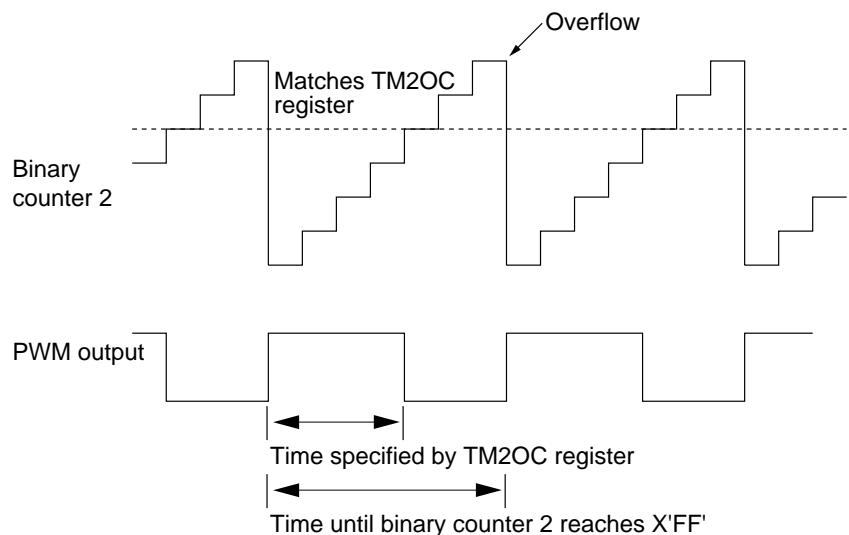 Overflow
Matches TM2OC
register
Binary
counter 2
PWM output
Time specified by TM2OC register
Time until binary counter 2 reaches X'FF'